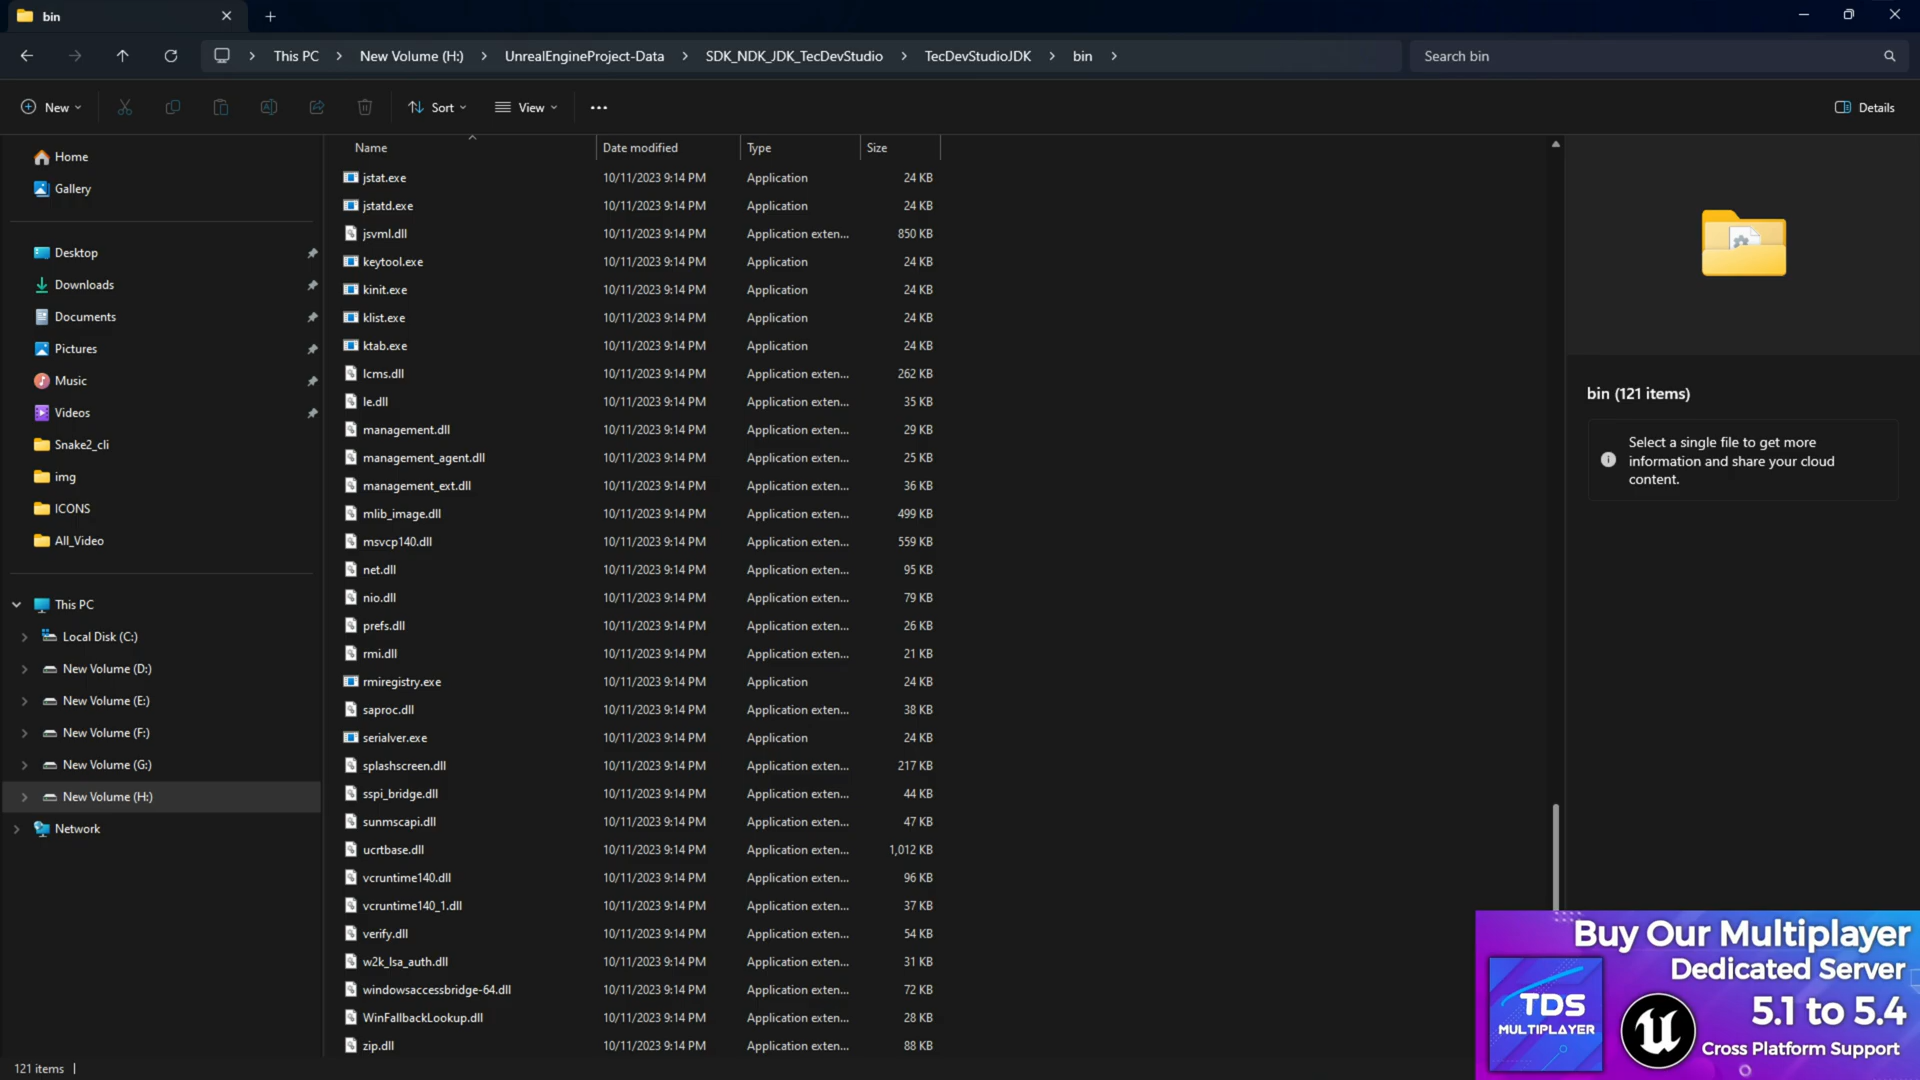 bin
This PC
New Volume (H:)
UnrealEngineProject-Data
SDK_NDK_JDK_TecDevStudio
TecDevStudioJDK
bin
Search bin
New
Sort
View
Details
Home
Gallery
Desktop
Downloads
Documents
Pictures
Music
Videos
Snake2_cli
img
ICONS
All_Video
This PC
Local Disk (C:)
New Volume (D:)
New Volume (E:)
New Volume (F:)
New Volume (G:)
New Volume (H:)
Network
Name Date modified Type Size
jstat.exe 10/11/2023 9:14 PM Application 24 KB
jstatd.exe 10/11/2023 9:14 PM Application 24 KB
jsvml.dll 10/11/2023 9:14 PM Application exten... 850 KB
keytool.exe 10/11/2023 9:14 PM Application 24 KB
kinit.exe 10/11/2023 9:14 PM Application 24 KB
klist.exe 10/11/2023 9:14 PM Application 24 KB
ktab.exe 10/11/2023 9:14 PM Application 24 KB
lcms.dll 10/11/2023 9:14 PM Application exten... 262 KB
le.dll 10/11/2023 9:14 PM Application exten... 35 KB
management.dll 10/11/2023 9:14 PM Application exten... 29 KB
management_agent.dll 10/11/2023 9:14 PM Application exten... 25 KB
management_ext.dll 10/11/2023 9:14 PM Application exten... 36 KB
mlib_image.dll 10/11/2023 9:14 PM Application exten... 499 KB
msvcp140.dll 10/11/2023 9:14 PM Application exten... 559 KB
net.dll 10/11/2023 9:14 PM Application exten... 95 KB
nio.dll 10/11/2023 9:14 PM Application exten... 79 KB
prefs.dll 10/11/2023 9:14 PM Application exten... 26 KB
rmi.dll 10/11/2023 9:14 PM Application exten... 21 KB
rmiregistry.exe 10/11/2023 9:14 PM Application 24 KB
saproc.dll 10/11/2023 9:14 PM Application exten... 38 KB
serialver.exe 10/11/2023 9:14 PM Application 24 KB
splashscreen.dll 10/11/2023 9:14 PM Application exten... 217 KB
sspi_bridge.dll 10/11/2023 9:14 PM Application exten... 44 KB
sunmscapi.dll 10/11/2023 9:14 PM Application exten... 47 KB
ucrtbase.dll 10/11/2023 9:14 PM Application exten... 1,012 KB
vcruntime140.dll 10/11/2023 9:14 PM Application exten... 96 KB
vcruntime140_1.dll 10/11/2023 9:14 PM Application exten... 37 KB
verify.dll 10/11/2023 9:14 PM Application exten... 54 KB
w2k_lsa_auth.dll 10/11/2023 9:14 PM Application exten... 31 KB
windowsaccessbridge-64.dll 10/11/2023 9:14 PM Application exten... 72 KB
WinFallbackLookup.dll 10/11/2023 9:14 PM Application exten... 28 KB
zip.dll 10/11/2023 9:14 PM Application exten... 88 KB
bin (121 items)
Select a single file to get more
information and share your cloud
content.
Buy Our Multiplayer
Dedicated Server
5.1 to 5.4
Cross Platform Support
TDS
MULTIPLAYER
121 items